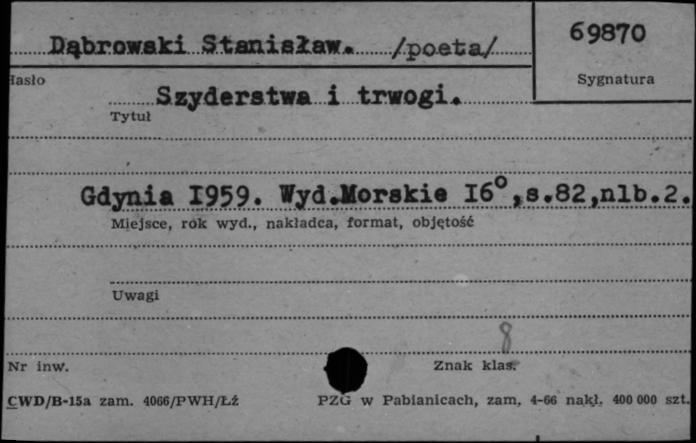 Dąbrowski Stanisław. /poeta/
69870
Hasło
Sygnatura
Szyderstwa i trwogi.
Tytuł
Gdynia 1959. Wyd.Morskie 16°,s.82,nlb.2.
Miejsce, rok wyd., nakładca, format, objętość
Uwagi
8
Nr inw.
Znak klas.
CWD/B-15a zam. 4066/PWH/Łź
PZG w Pabianicach, zam. 4-66 nakł. 400 000 szt.